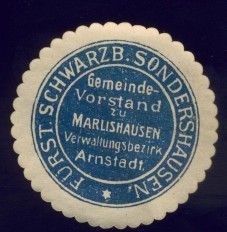 FÜRST. SCHWARZB. SONDERSHAUSEN.
Gemeinde-
Vorstand
zu
MARLISHAUSEN
Verwaltungsbezirk
Arnstadt